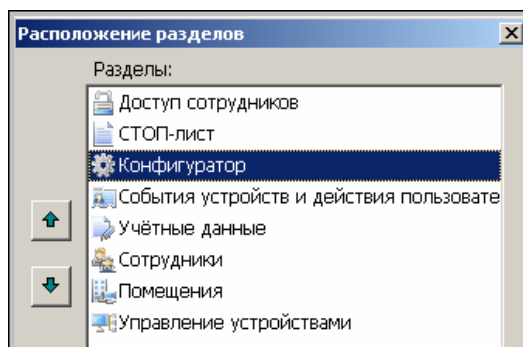 Расположение разделов
Разделы:
Доступ сотрудников
СТОП-лист
Конфигуратор
События устройств и действия пользовате
Учётные данные
Сотрудники
Помещения
Управление устройствами